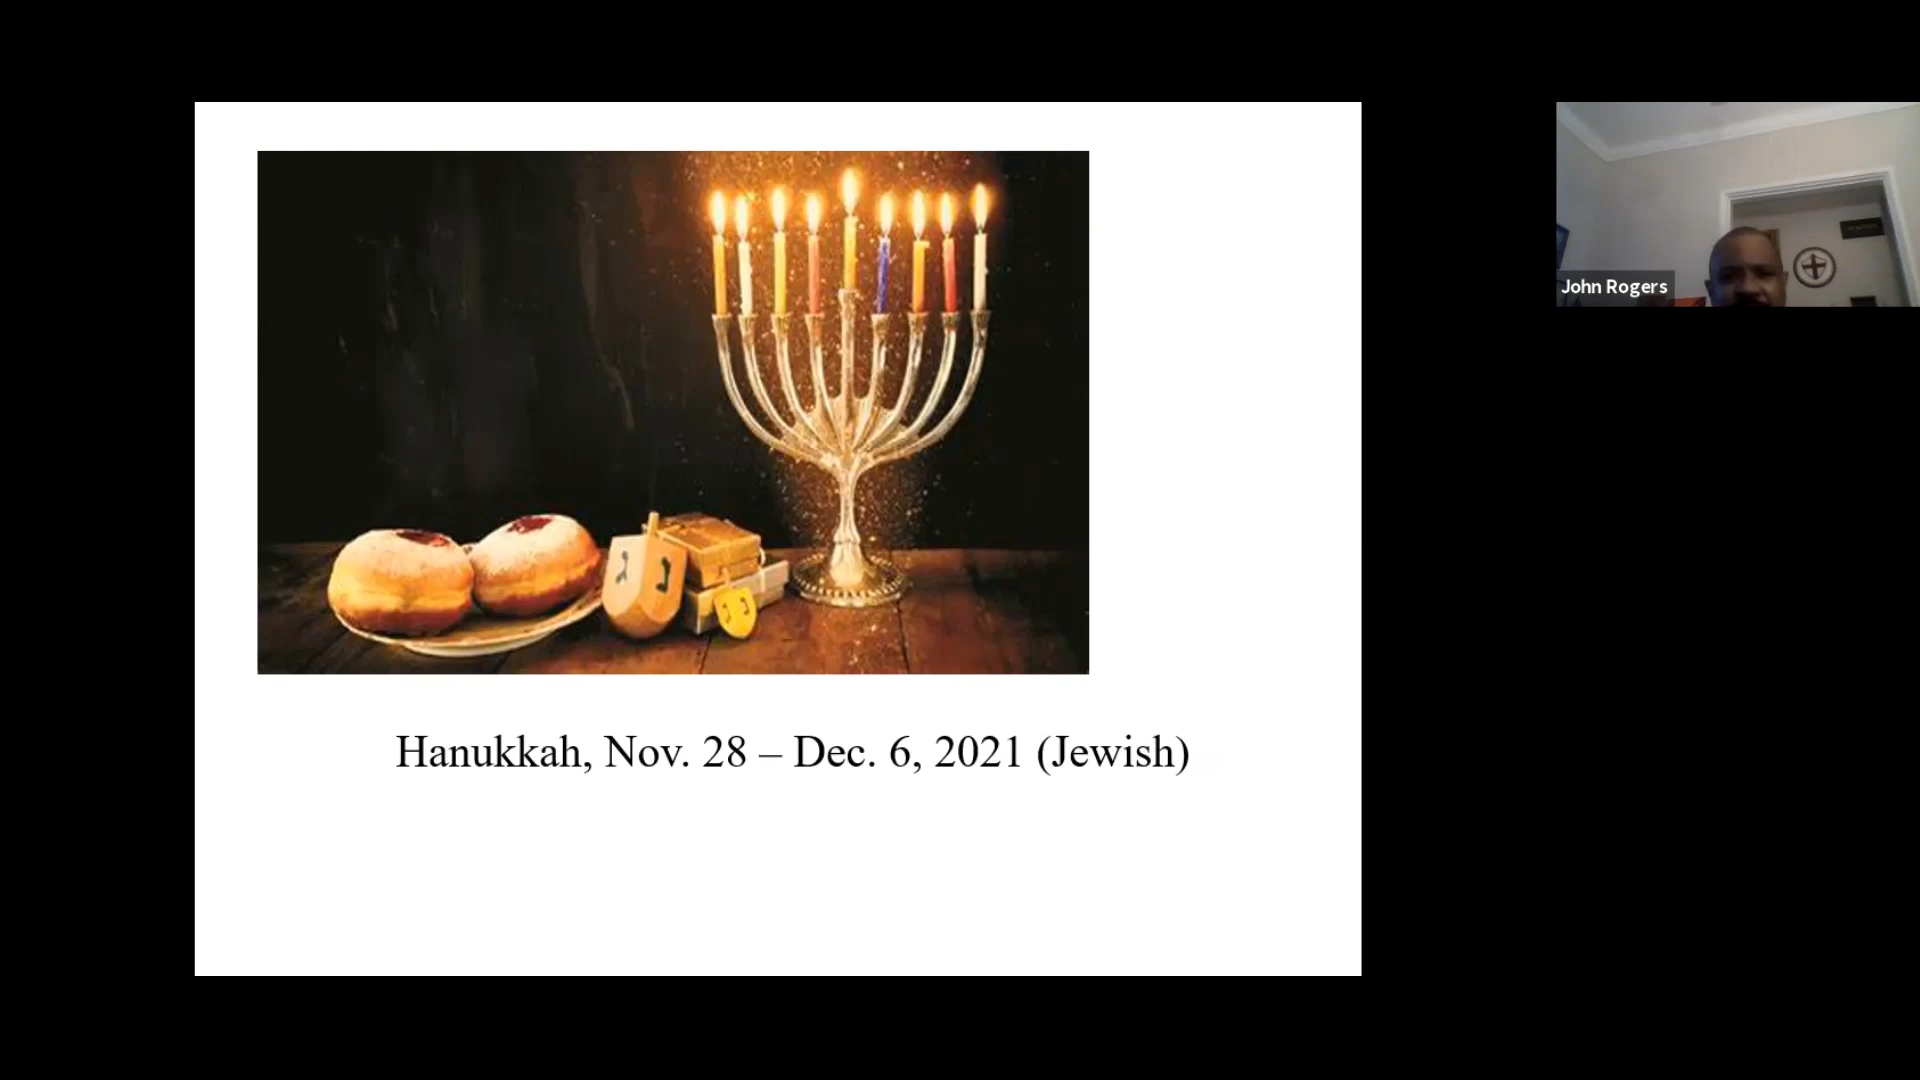 Hanukkah, Nov. 28 – Dec. 6, 2021 (Jewish)
John Rogers